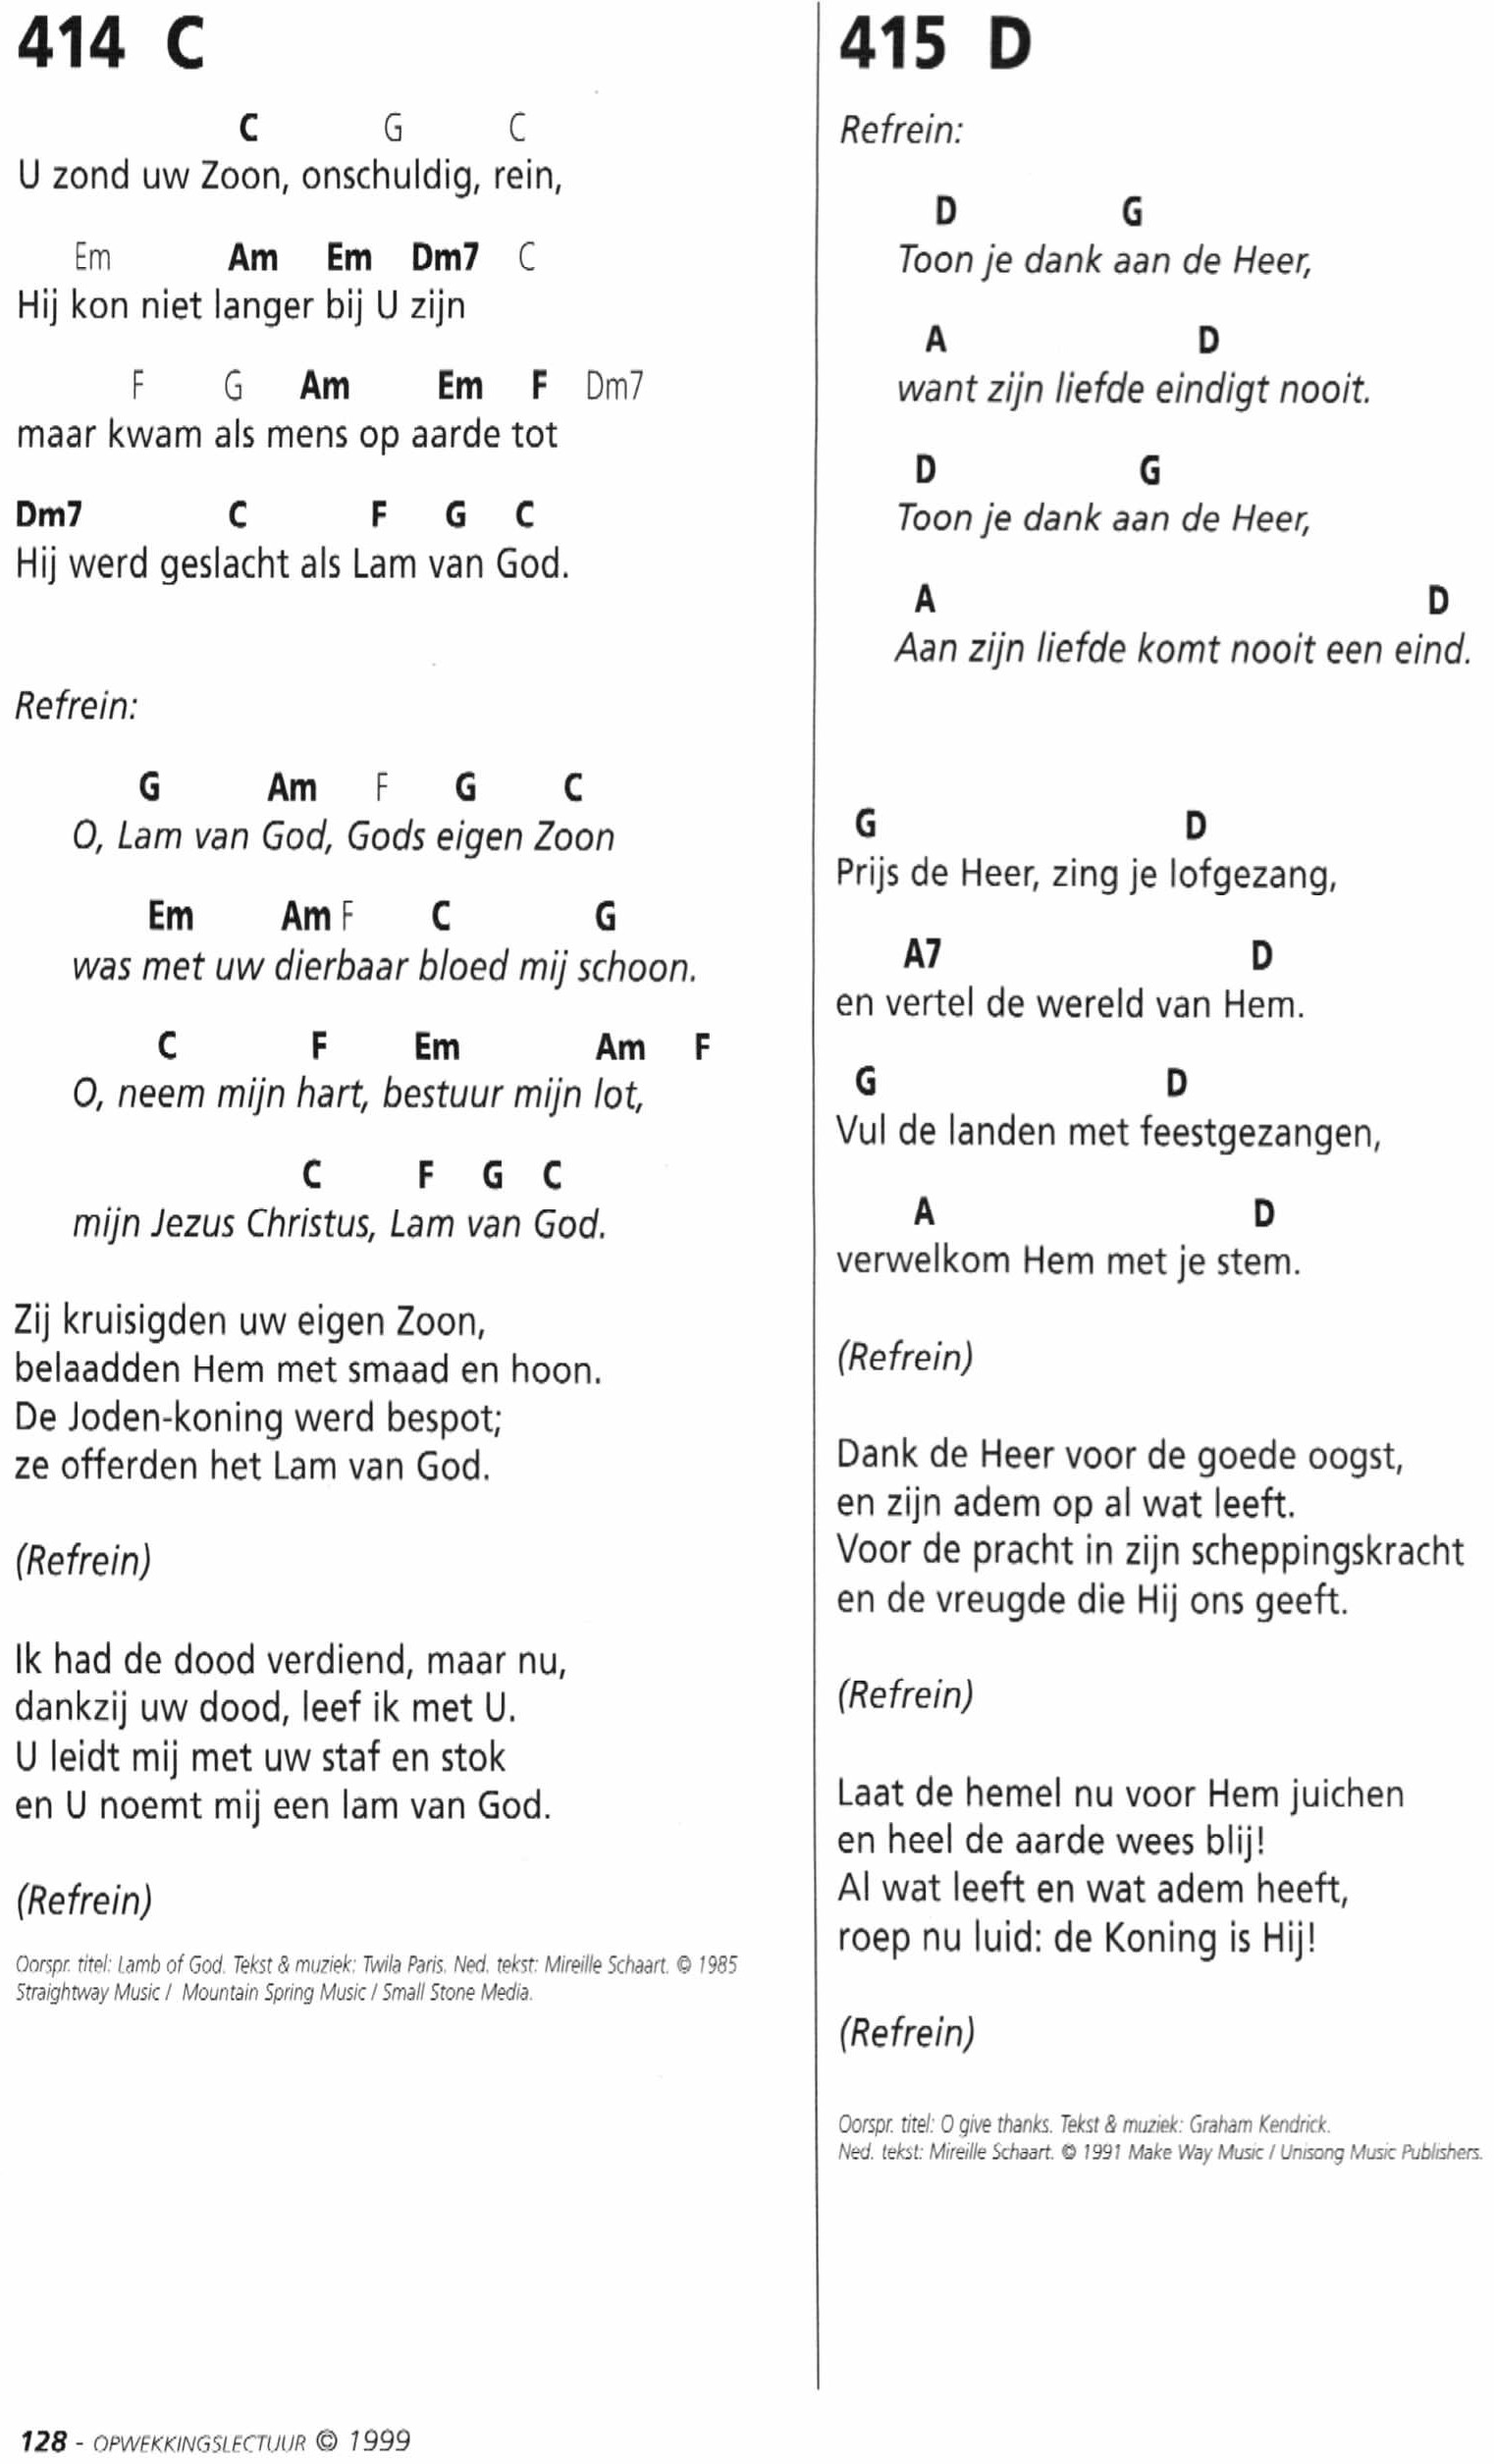 414 C
C G C
U zond uw Zoon, onschuldig, rein,
Em Am Em Dm7 C
Hij kon niet langer bij U zijn
F G Am Em F Dm7
maar kwam als mens op aarde tot
Dm7 C F G C
Hij werd geslacht als Lam van God.
Refrein:
G Am F G C
O, Lam van God, Gods eigen Zoon
Em Am F C G
was met uw dierbaar bloed mij schoon.
C F Em Am F
O, neem mijn hart, bestuur mijn lot,
C F G C
mijn Jezus Christus, Lam van God.
Zij kruisigden uw eigen Zoon,
belaadden Hem met smaad en hoon.
De Joden-koning werd bespot;
ze offerden het Lam van God.
(Refrein)
Ik had de dood verdiend, maar nu,
dankzij uw dood, leef ik met U.
U leidt mij met uw staf en stok
en U noemt mij een lam van God.
(Refrein)
Oorspr. titel: Lamb of God. Tekst & muziek: Twila Paris. Ned. tekst: Mireille Schaart. © 1985
Straightway Music / Mountain Spring Music / Small Stone Media.
415 D
Refrein:
D G
Toon je dank aan de Heer,
A D
want zijn liefde eindigt nooit.
D G
Toon je dank aan de Heer,
A D
Aan zijn liefde komt nooit een eind.
G D
Prijs de Heer, zing je lofgezang,
A7 D
en vertel de wereld van Hem.
G D
Vul de landen met feestgezangen,
A D
verwelkom Hem met je stem.
(Refrein)
Dank de Heer voor de goede oogst,
en zijn adem op al wat leeft.
Voor de pracht in zijn scheppingskracht
en de vreugde die Hij ons geeft.
(Refrein)
Laat de hemel nu voor Hem juichen
en heel de aarde wees blij!
Al wat leeft en wat adem heeft,
roep nu luid: de Koning is Hij!
(Refrein)
Oorspr. titel: O give thanks. Tekst & muziek: Graham Kendrick.
Ned. tekst: Mireille Schaart. © 1991 Make Way Music / Unisong Music Publishers.
128 - OPWEKKINGSLECTUUR © 1999